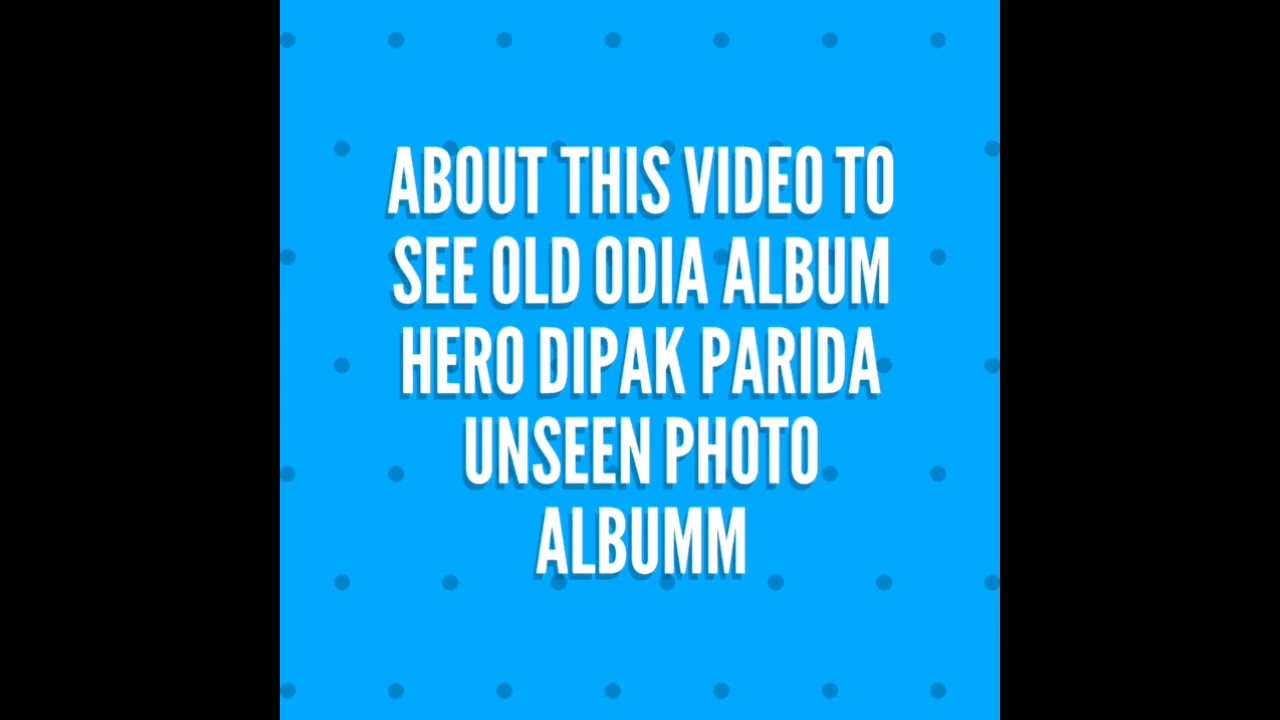 ABOUT THIS VIDEO TO
SEE OLD ODIA ALBUM
HERO DIPAK PARIDA
UNSEEN PHOTO
ALBUMM